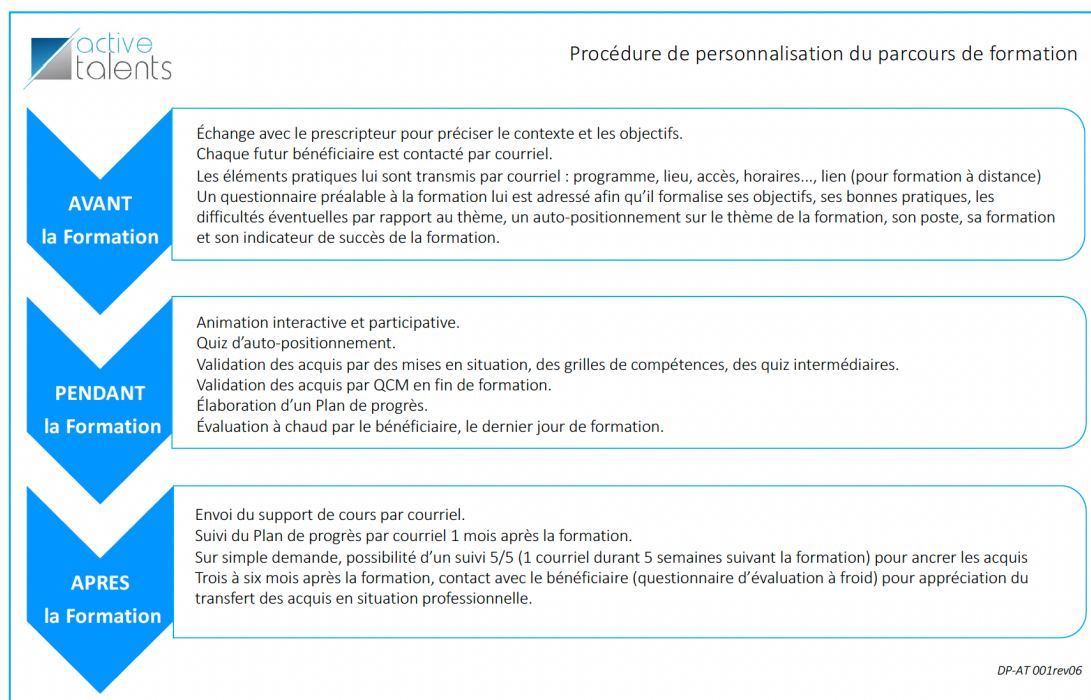 active
talents
Procédure de personnalisation du parcours de formation
AVANT
la Formation
Échange avec le prescripteur pour préciser le contexte et les objectifs.
Chaque futur bénéficiaire est contacté par courriel.
Les éléments pratiques lui sont transmis par courriel : programme, lieu, accès, horaires..., lien (pour formation à distance)
Un questionnaire préalable à la formation lui est adressé afin qu'il formalise ses objectifs, ses bonnes pratiques, les
difficultés éventuelles par rapport au thème, un auto-positionnement sur le thème de la formation, son poste, sa formation
et son indicateur de succès de la formation.
PENDANT
la Formation
Animation interactive et participative.
Quiz d'auto-positionnement.
Validation des acquis par des mises en situation, des grilles de compétences, des quiz intermédiaires.
Validation des acquis par QCM en fin de formation.
Élaboration d'un Plan de progrès.
Évaluation à chaud par le bénéficiaire, le dernier jour de formation.
APRES
la Formation
Envoi du support de cours par courriel.
Suivi du Plan de progrès par courriel 1 mois après la formation.
Sur simple demande, possibilité d'un suivi 5/5 (1 courriel durant 5 semaines suivant la formation) pour ancrer les acquis
Trois à six mois après la formation, contact avec le bénéficiaire (questionnaire d'évaluation à froid) pour appréciation du
transfert des acquis en situation professionnelle.
DP-AT 001rev06